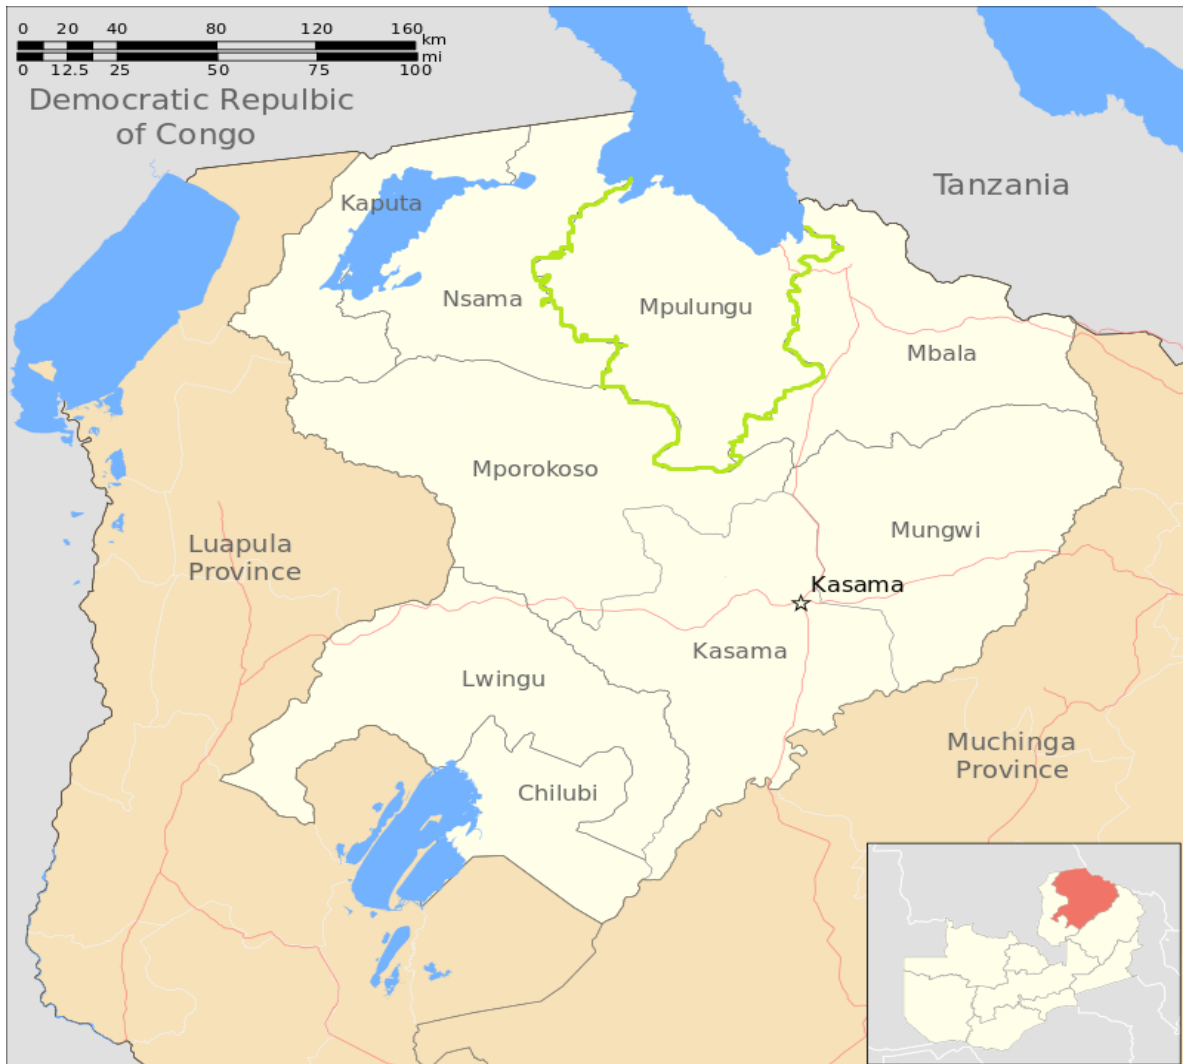 0 20 40 80 120 160
km
mi
0 12.5 25 50 75 100
Democratic Repulbic
of Congo
Tanzania
Kaputa
Nsama
Mpulungu
Mbala
Mporokoso
Mungwi
Luapula
Province
Kasama
Kasama
Lwingu
Muchinga
Province
Chilubi